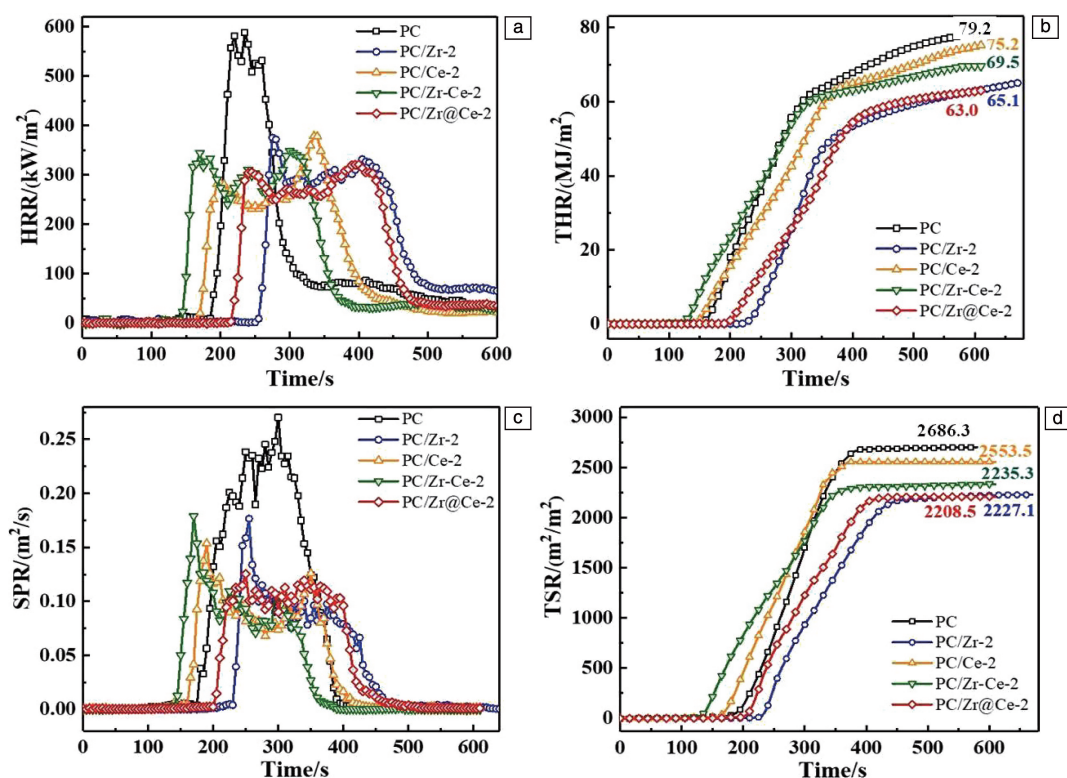 a
HRR/(kW/m²)
600
500
400
300
200
100
0
PC
PC/Zr-2
PC/Ce-2
PC/Zr-Ce-2
PC/Zr@Ce-2
0 100 200 300 400 500 600
Time/s
b
THR/(MJ/m²)
80
60
40
20
0
79.2
75.2
69.5
65.1
63.0
PC
PC/Zr-2
PC/Ce-2
PC/Zr-Ce-2
PC/Zr@Ce-2
0 100 200 300 400 500 600
Time/s
c
SPR/(m²/s)
0.25
0.20
0.15
0.10
0.05
0.00
PC
PC/Zr-2
PC/Ce-2
PC/Zr-Ce-2
PC/Zr@Ce-2
0 100 200 300 400 500 600
Time/s
d
TSR/(m²/m²)
3000
2500
2000
1500
1000
500
0
2686.3
2553.5
2235.3
2208.5 2227.1
PC
PC/Zr-2
PC/Ce-2
PC/Zr-Ce-2
PC/Zr@Ce-2
0 100 200 300 400 500 600
Time/s